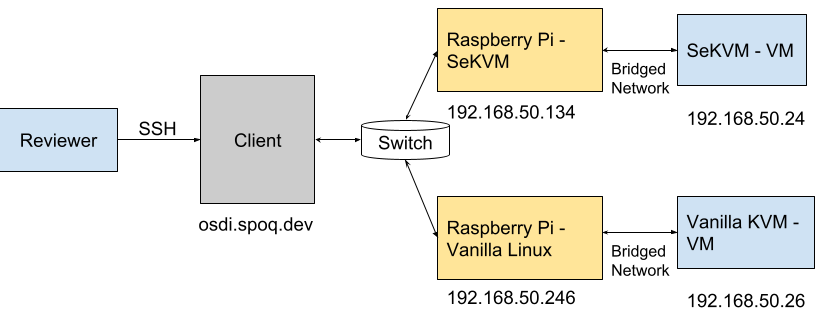 Reviewer
SSH
Client
osdi.spoq.dev
Switch
Raspberry Pi -
SeKVM
192.168.50.134
Bridged
Network
SeKVM - VM
192.168.50.24
Raspberry Pi -
Vanilla Linux
192.168.50.246
Bridged
Network
Vanilla KVM -
VM
192.168.50.26